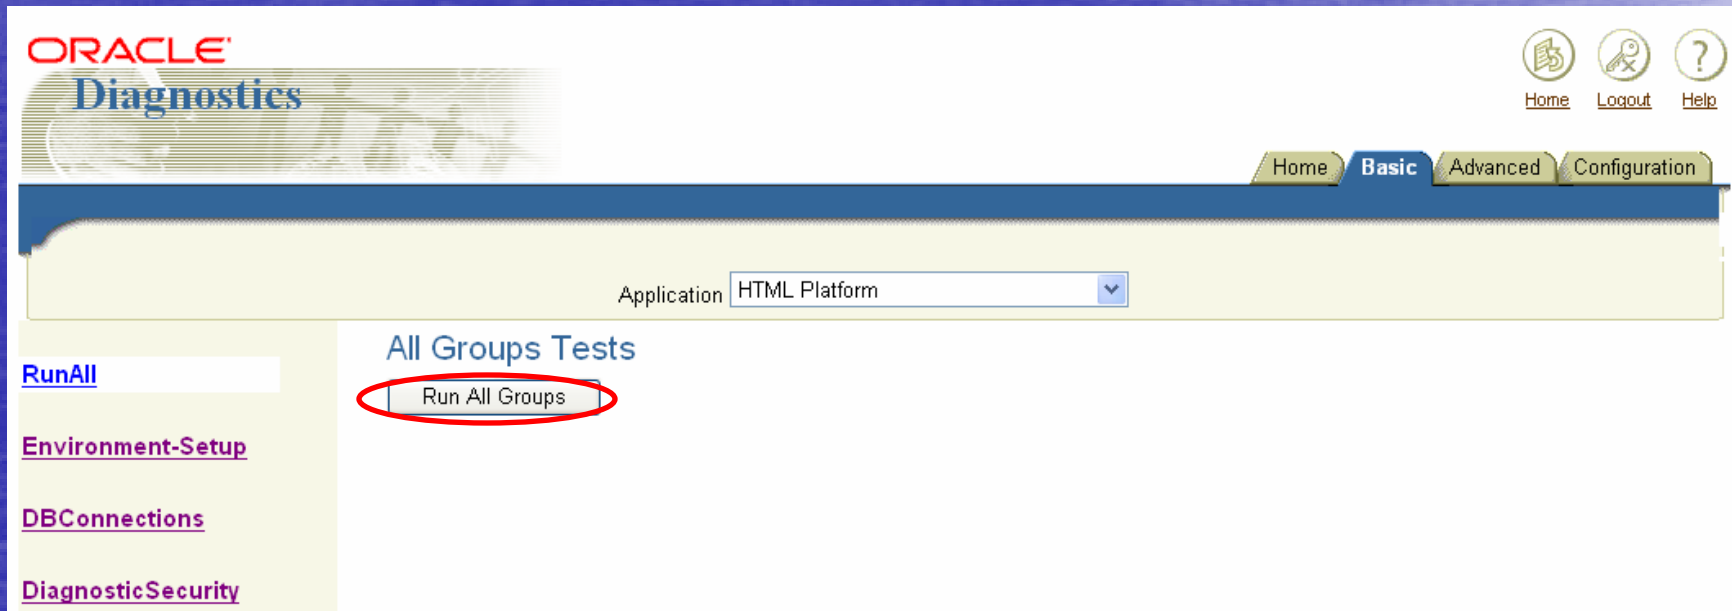 ORACLE
Diagnostics
Home Logout Help
Home Basic Advanced Configuration
Application HTML Platform
All Groups Tests
RunAll
Run All Groups
Environment-Setup
DBConnections
DiagnosticSecurity